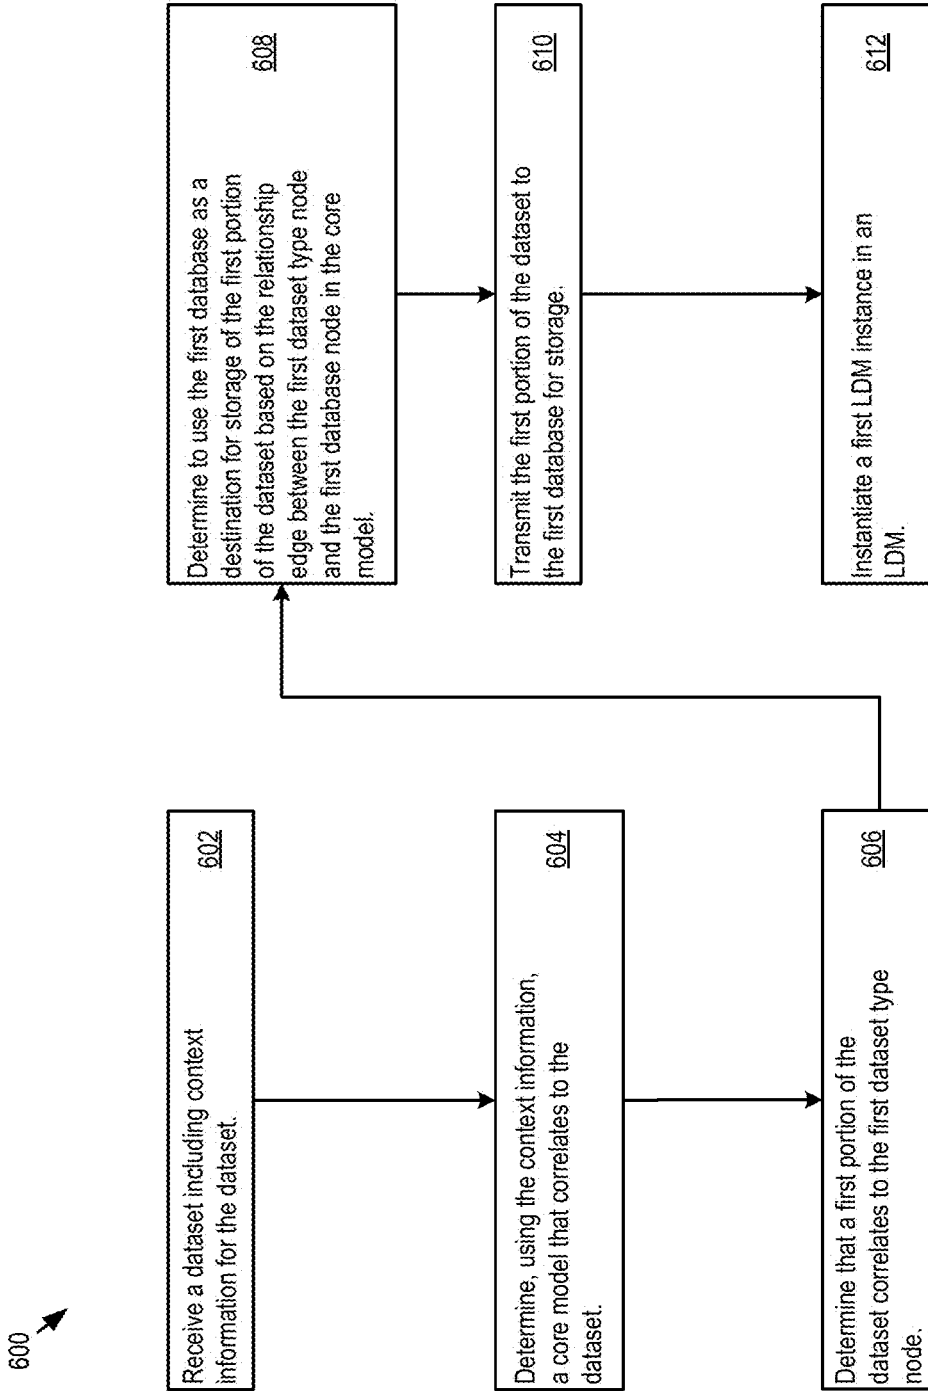 600
Receive a dataset including context
information for the dataset.
602
Determine, using the context information,
a core model that correlates to the
dataset.
604
Determine that a first portion of the
dataset correlates to the first dataset type
node.
606
Determine to use the first database as a
destination for storage of the first portion
of the dataset based on the relationship
edge between the first dataset type node
and the first database node in the core
model.
608
Transmit the first portion of the dataset to
the first database for storage.
610
Instantiate a first LDM instance in an
LDM.
612